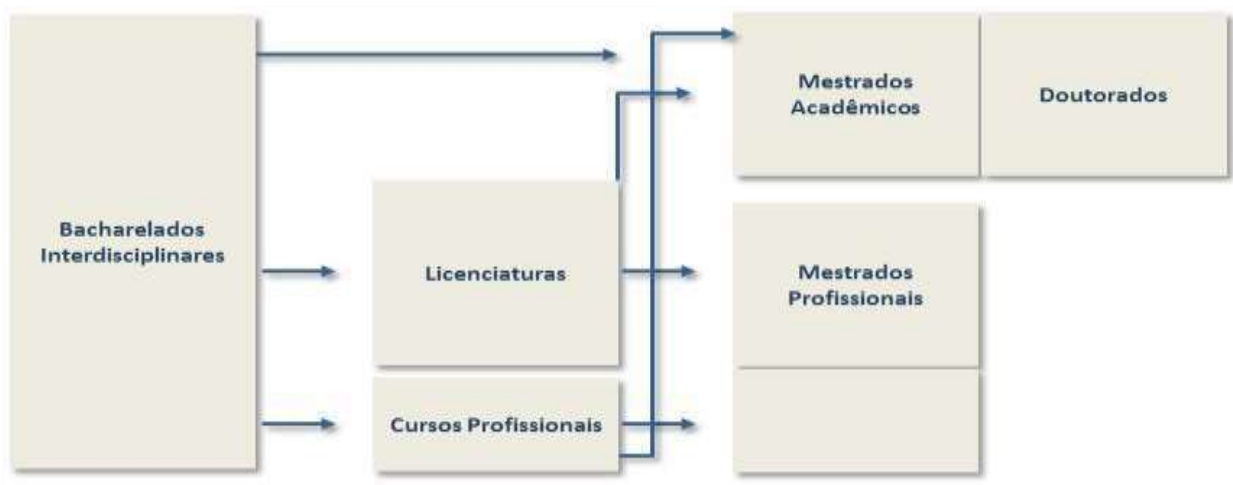 Bacharelados
Interdisciplinares
Licenciaturas
Cursos Profissionais
Mestrados
Acadêmicos
Doutorados
Mestrados
Profissionais